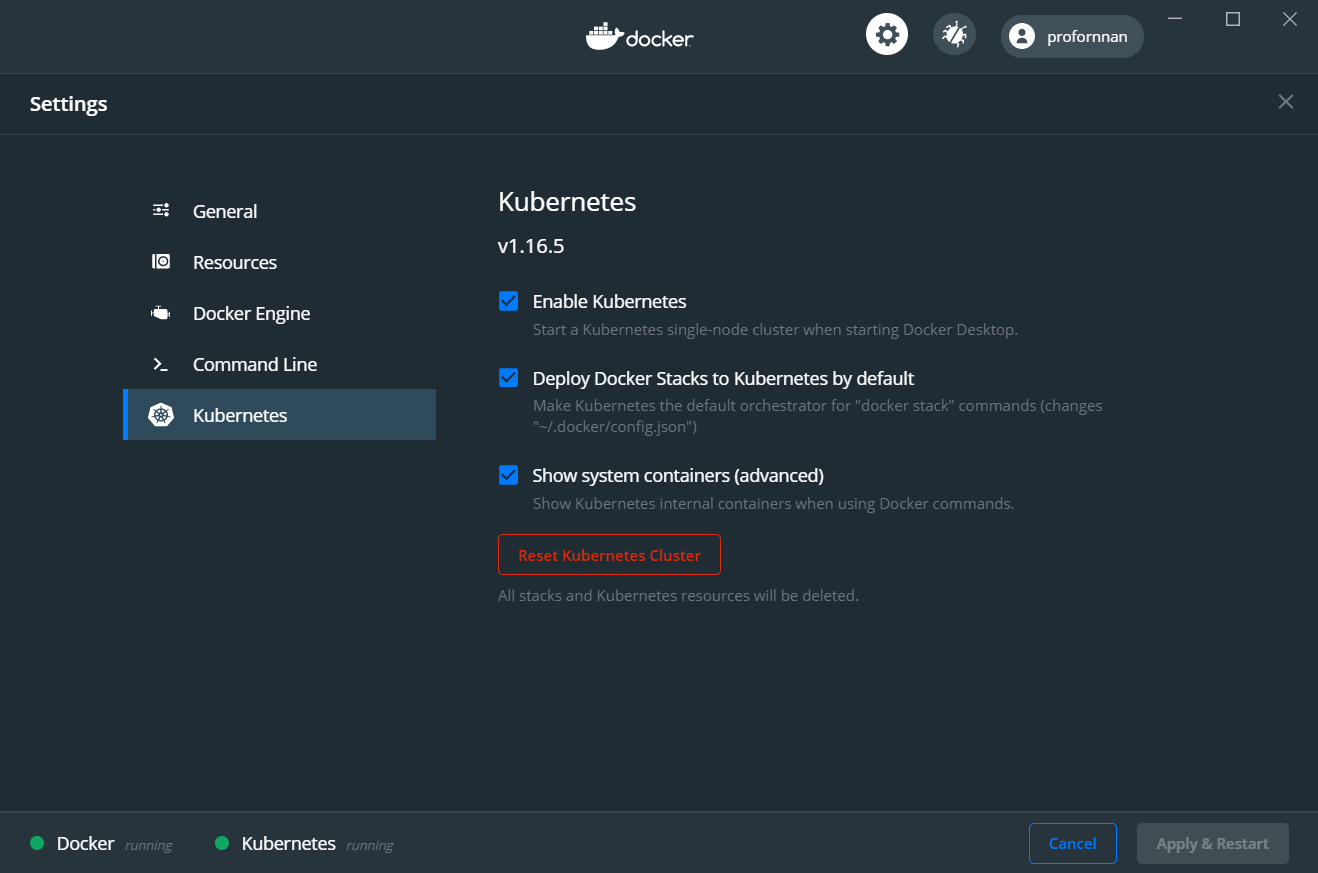 docker
profornnan
Settings
General
Resources
Docker Engine
Command Line
Kubernetes
Kubernetes
v1.16.5
Enable Kubernetes
Start a Kubernetes single-node cluster when starting Docker Desktop.
Deploy Docker Stacks to Kubernetes by default
Make Kubernetes the default orchestrator for "docker stack" commands (changes
"~/.docker/config.json")
Show system containers (advanced)
Show Kubernetes internal containers when using Docker commands.
Reset Kubernetes Cluster
All stacks and Kubernetes resources will be deleted.
Docker running
Kubernetes running
Cancel
Apply & Restart